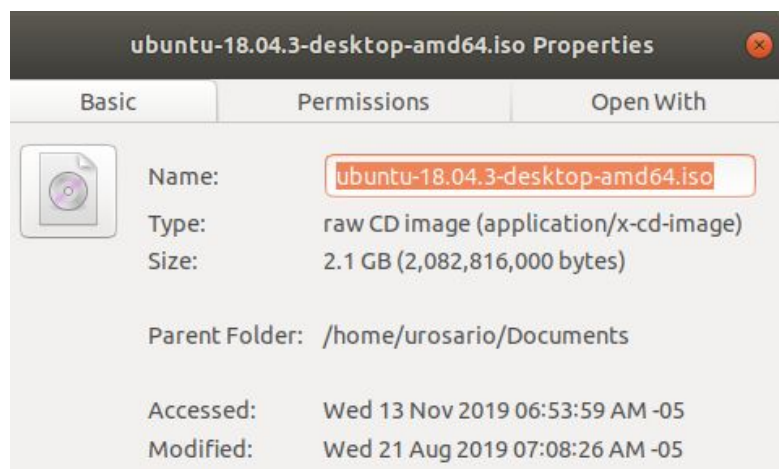 ubuntu-18.04.3-desktop-amd64.iso Properties
Basic Permissions Open With
Name: ubuntu-18.04.3-desktop-amd64.iso
Type: raw CD image (application/x-cd-image)
Size: 2.1 GB (2,082,816,000 bytes)
Parent Folder: /home/urosario/Documents
Accessed: Wed 13 Nov 2019 06:53:59 AM -05
Modified: Wed 21 Aug 2019 07:08:26 AM -05